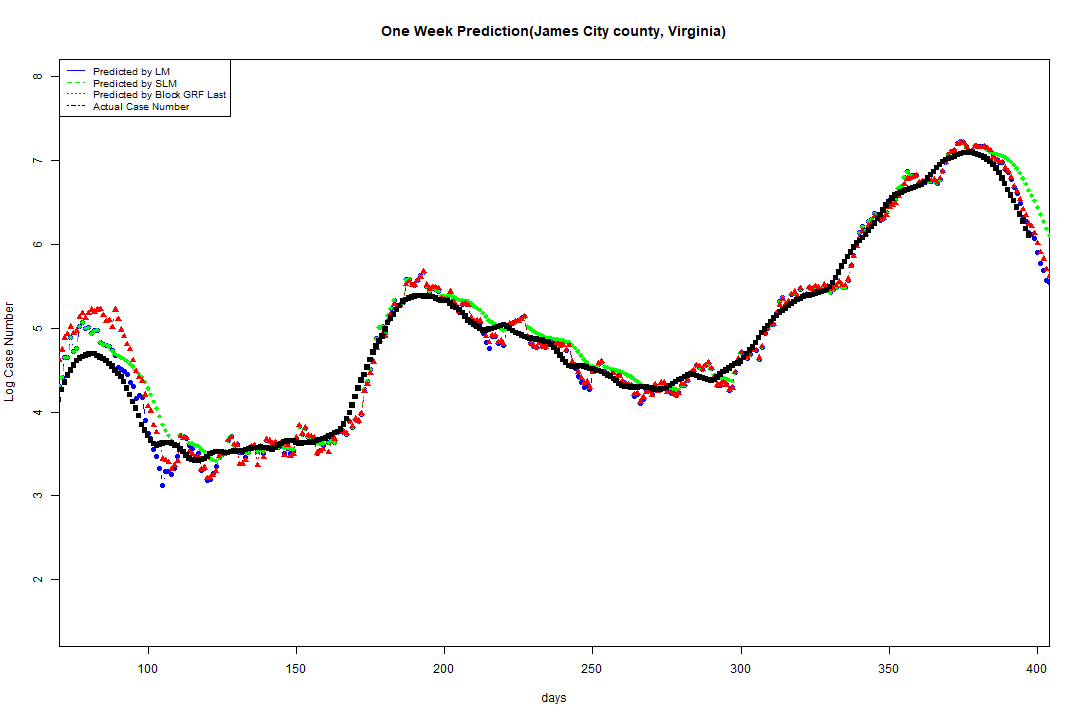 One Week Prediction(James City county, Virginia)
Predicted by LM
Predicted by SLM
Predicted by Block GRF Last
Actual Case Number
8
7
6
5
4
3
2
Log Case Number
100 150 200 250 300 350 400
days